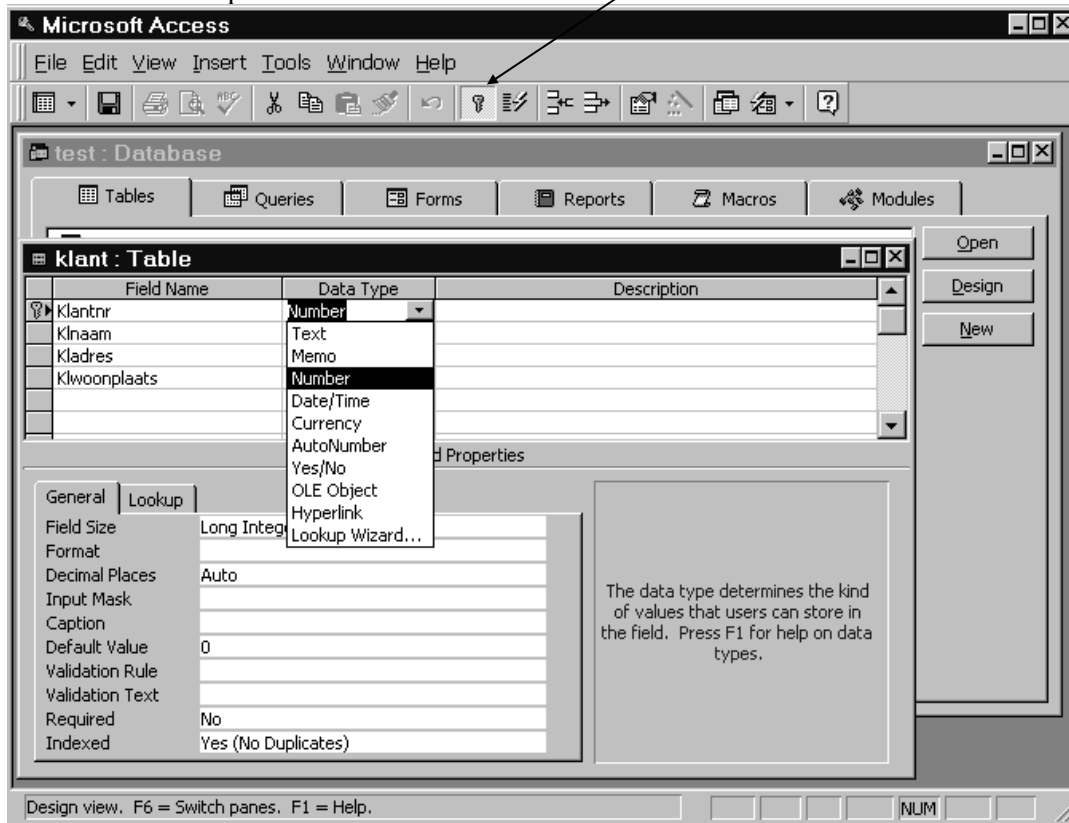 Microsoft Access
File Edit View Insert Tools Window Help
ABC
test : Database
Tables Queries Forms Reports Macros Modules
Open
Design
New
klant : Table
Field Name Data Type Description
Klantnr Number
Klnaam
Kladres
Klwoonplaats
Text
Memo
Number
Date/Time
Currency
AutoNumber
Yes/No
OLE Object
Hyperlink
Lookup Wizard...
d Properties
General Lookup
Field Size Long Integ
Format
Decimal Places Auto
Input Mask
Caption
Default Value 0
Validation Rule
Validation Text
Required No
Indexed Yes (No Duplicates)
The data type determines the kind
of values that users can store in
the field. Press F1 for help on data
types.
Design view. F6 = Switch panes. F1 = Help. NUM